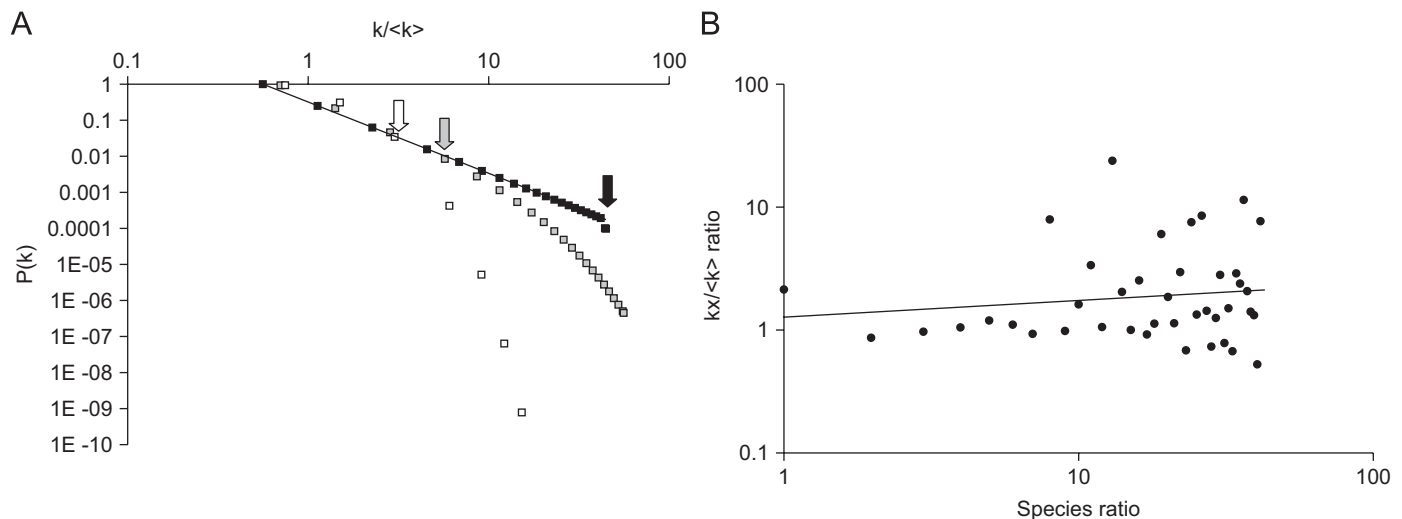 A
k/<k>
0.1 1 10 100
1
0.1
0.01
0.001
0.0001
1E-05
1E -06
1E -07
1E -08
1E -09
1E -10
P(k)
B
100
10
1
0.1
kx/<k> ratio
1 10 100
Species ratio